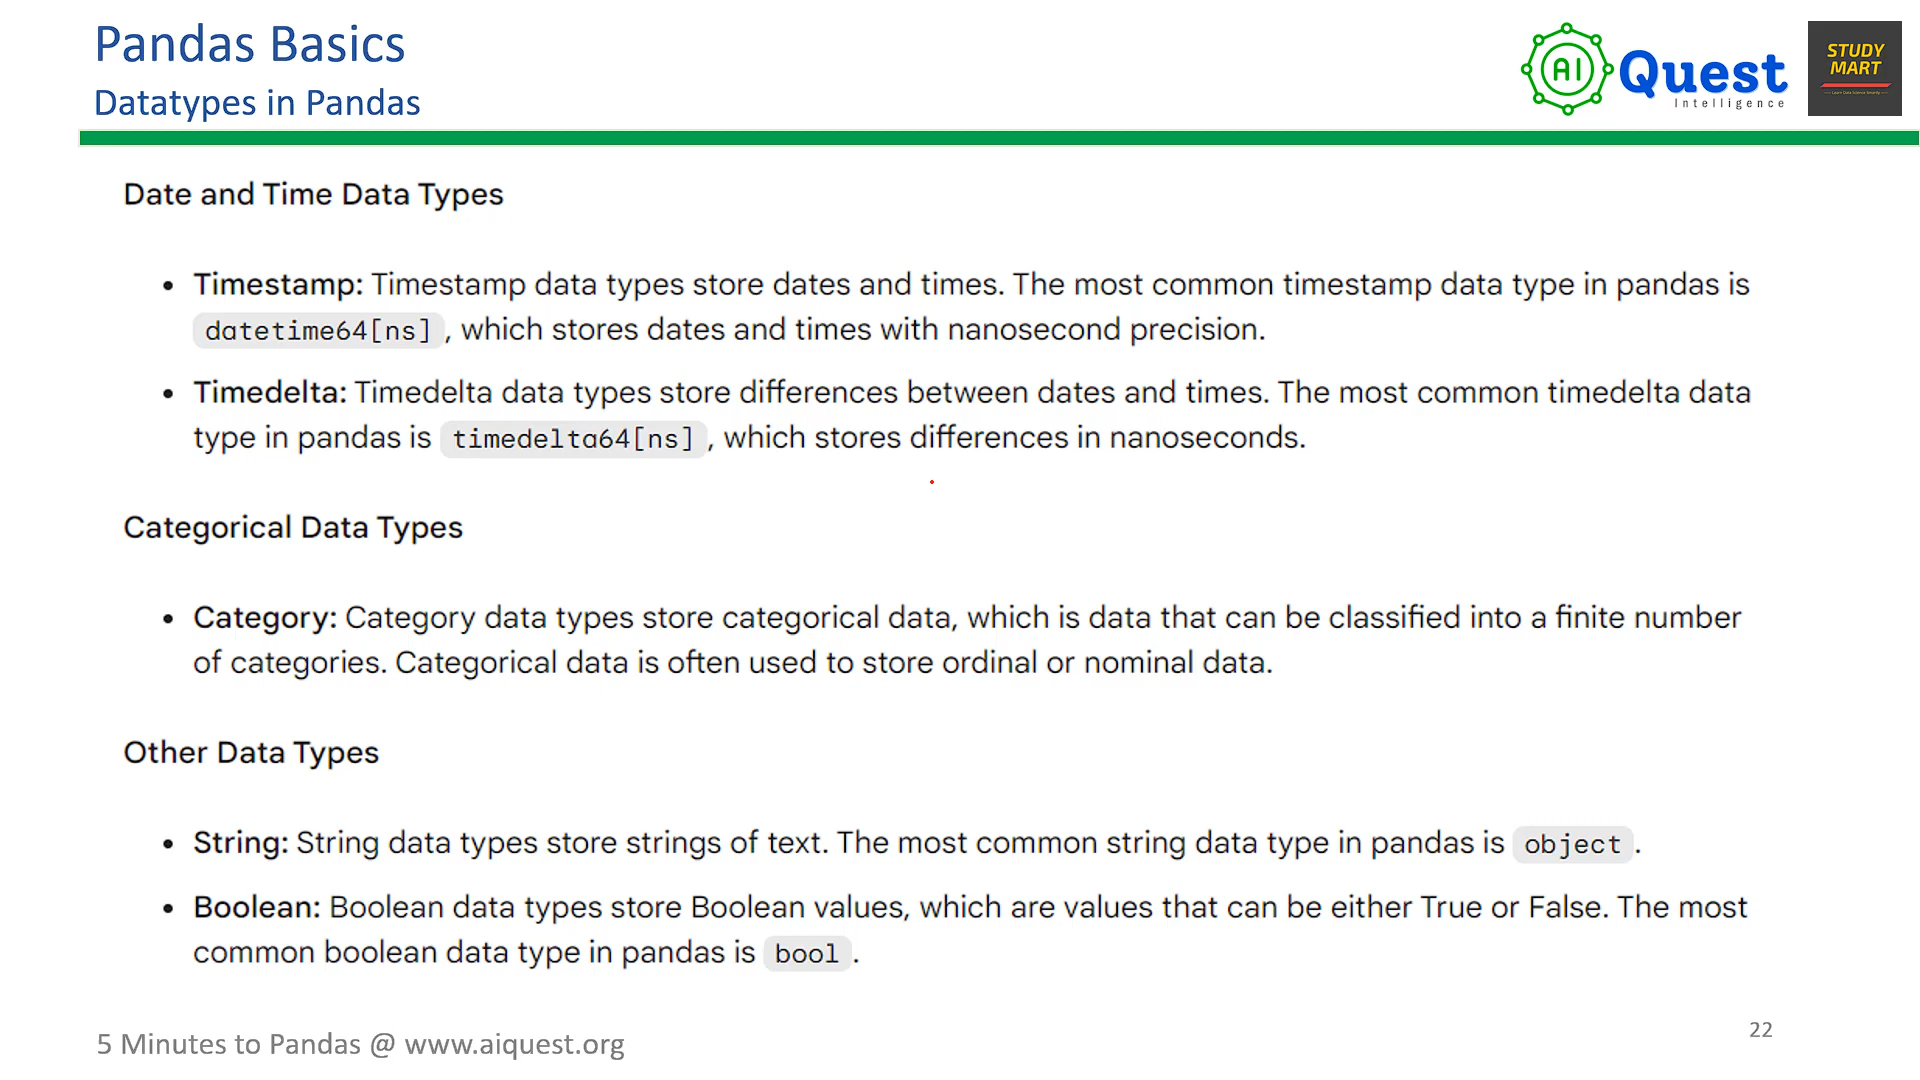 Pandas Basics
Datatypes in Pandas
AI Quest
Intelligence
STUDY
MART
Date and Time Data Types
• Timestamp: Timestamp data types store dates and times. The most common timestamp data type in pandas is
datetime64[ns] , which stores dates and times with nanosecond precision.
• Timedelta: Timedelta data types store differences between dates and times. The most common timedelta data
type in pandas is timedelta64[ns] , which stores differences in nanoseconds.
Categorical Data Types
• Category: Category data types store categorical data, which is data that can be classified into a finite number
of categories. Categorical data is often used to store ordinal or nominal data.
Other Data Types
• String: String data types store strings of text. The most common string data type in pandas is object .
• Boolean: Boolean data types store Boolean values, which are values that can be either True or False. The most
common boolean data type in pandas is bool .
5 Minutes to Pandas @ www.aiquest.org
22